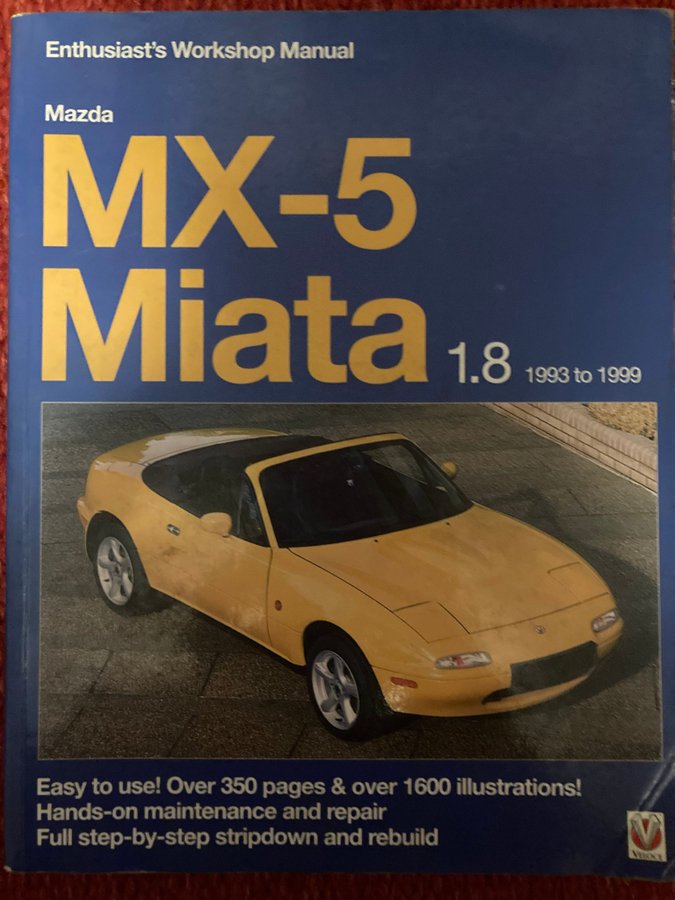 Enthusiast's Workshop Manual
Mazda
MX-5
Miata 1.8 1993 to 1999
Easy to use! Over 350 pages & over 1600 illustrations!
Hands-on maintenance and repair
Full step-by-step stripdown and rebuild
VELOCE